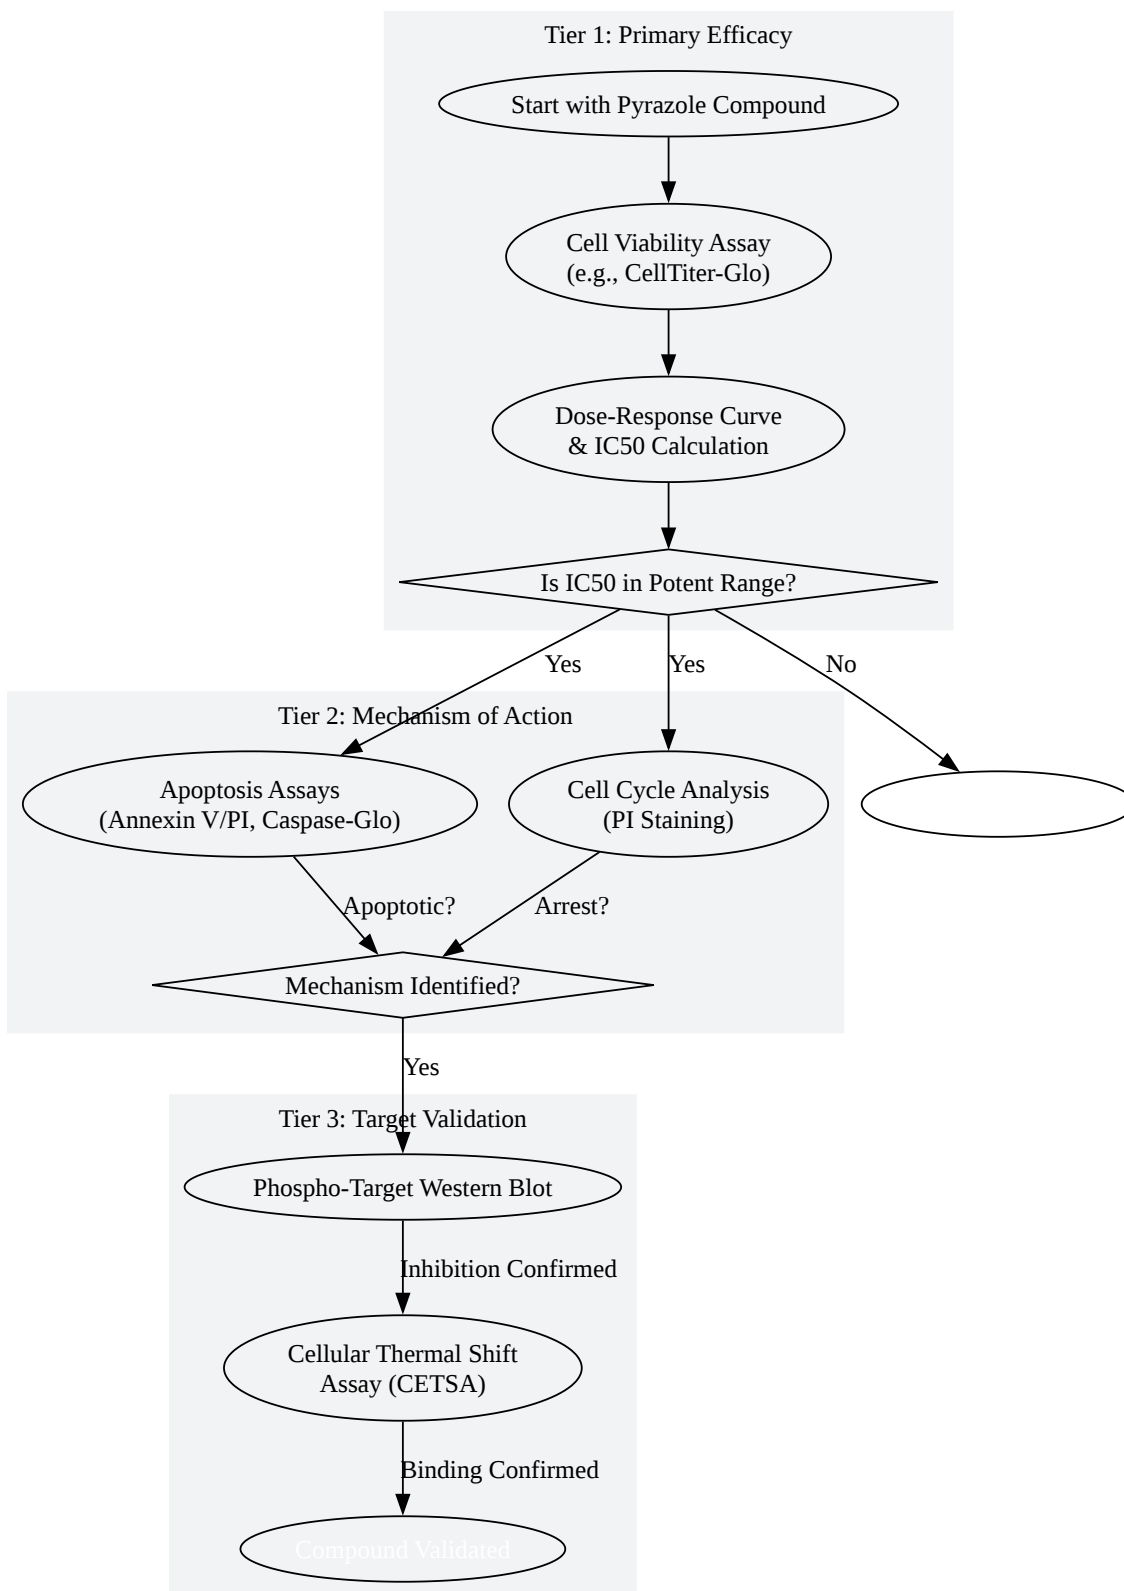 Tier 1: Primary Efficacy
Start with Pyrazole Compound
Cell Viability Assay
(e.g., CellTiter-Glo)
Dose-Response Curve
& IC50 Calculation
Is IC50 in Potent Range?
Yes
Yes
No
Tier 2: Mechanism of Action
Apoptosis Assays
(Annexin V/PI, Caspase-Glo)
Cell Cycle Analysis
(PI Staining)
Apoptotic?
Arrest?
Mechanism Identified?
Yes
Tier 3: Target Validation
Phospho-Target Western Blot
Inhibition Confirmed
Cellular Thermal Shift
Assay (CETSA)
Binding Confirmed
Compound Validated